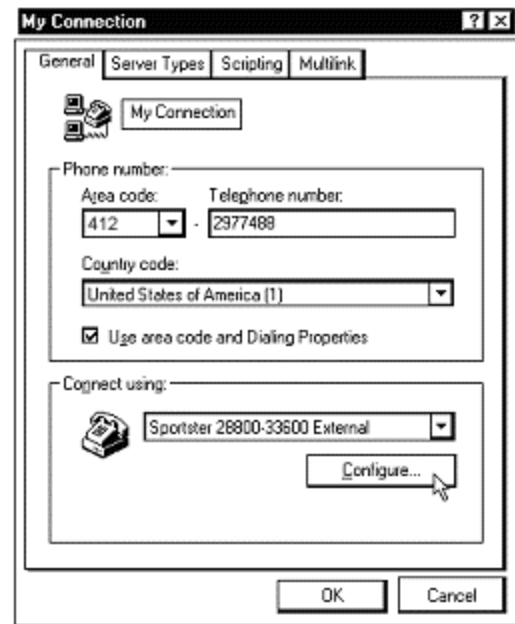 My Connection
General Server Types Scripting Multilink
My Connection
Phone number:
Area code: Telephone number:
412 - 2977488
Country code:
United States of America (1)
Use area code and Dialing Properties
Connect using:
Sportster 28800-33600 External
Configure...
OK Cancel